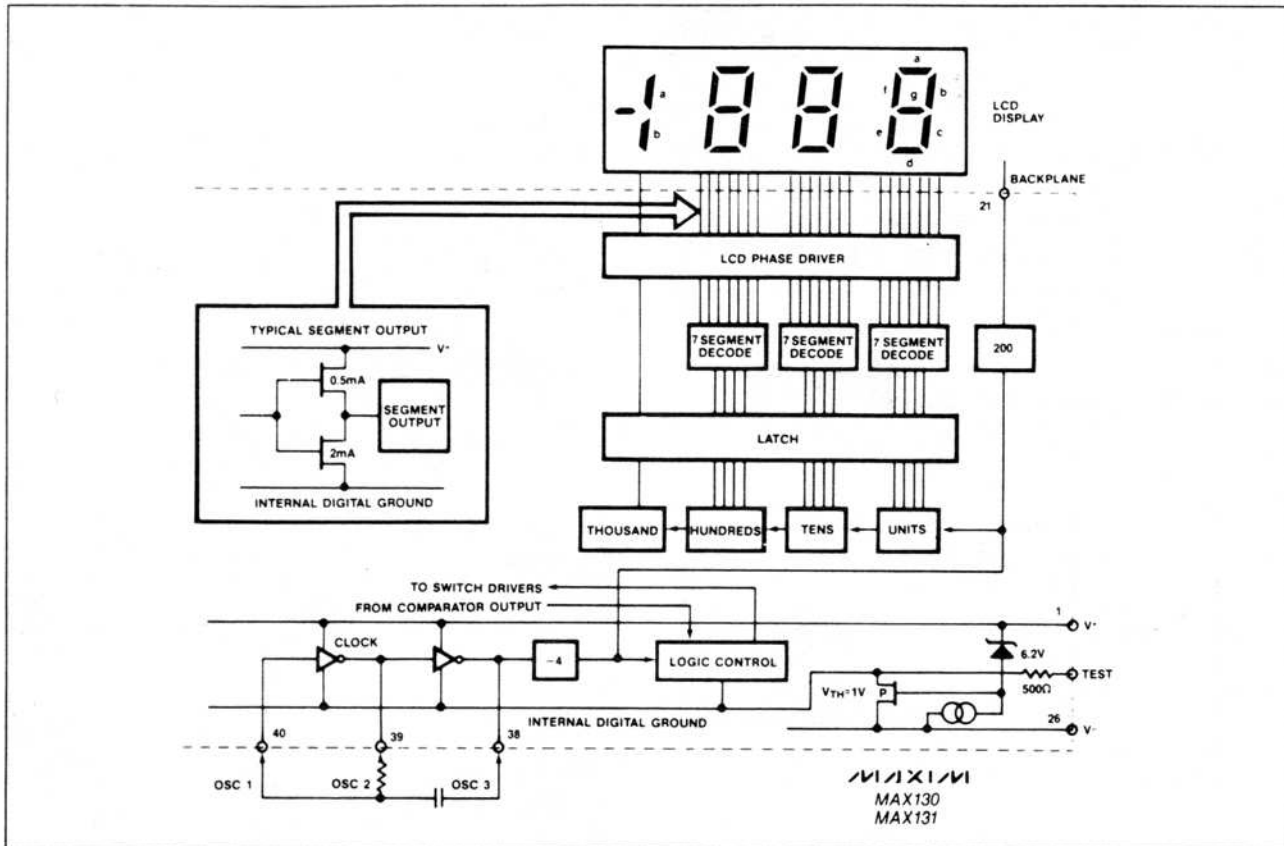 a
f
g
b
a
b
e
c
d
LCD
DISPLAY
BACKPLANE
21
LCD PHASE DRIVER
TYPICAL SEGMENT OUTPUT
V-
0.5mA
SEGMENT
OUTPUT
2mA
INTERNAL DIGITAL GROUND
7 SEGMENT
DECODE
7 SEGMENT
DECODE
7 SEGMENT
DECODE
200
LATCH
THOUSAND
HUNDREDS
TENS
UNITS
TO SWITCH DRIVERS
FROM COMPARATOR OUTPUT
1
V+
CLOCK
6.2V
-4
LOGIC CONTROL
TEST
500Ω
VTH=1V
P
INTERNAL DIGITAL GROUND
26
V-
40
39
38
OSC 1
OSC 2
OSC 3
MAXIM
MAX130
MAX131